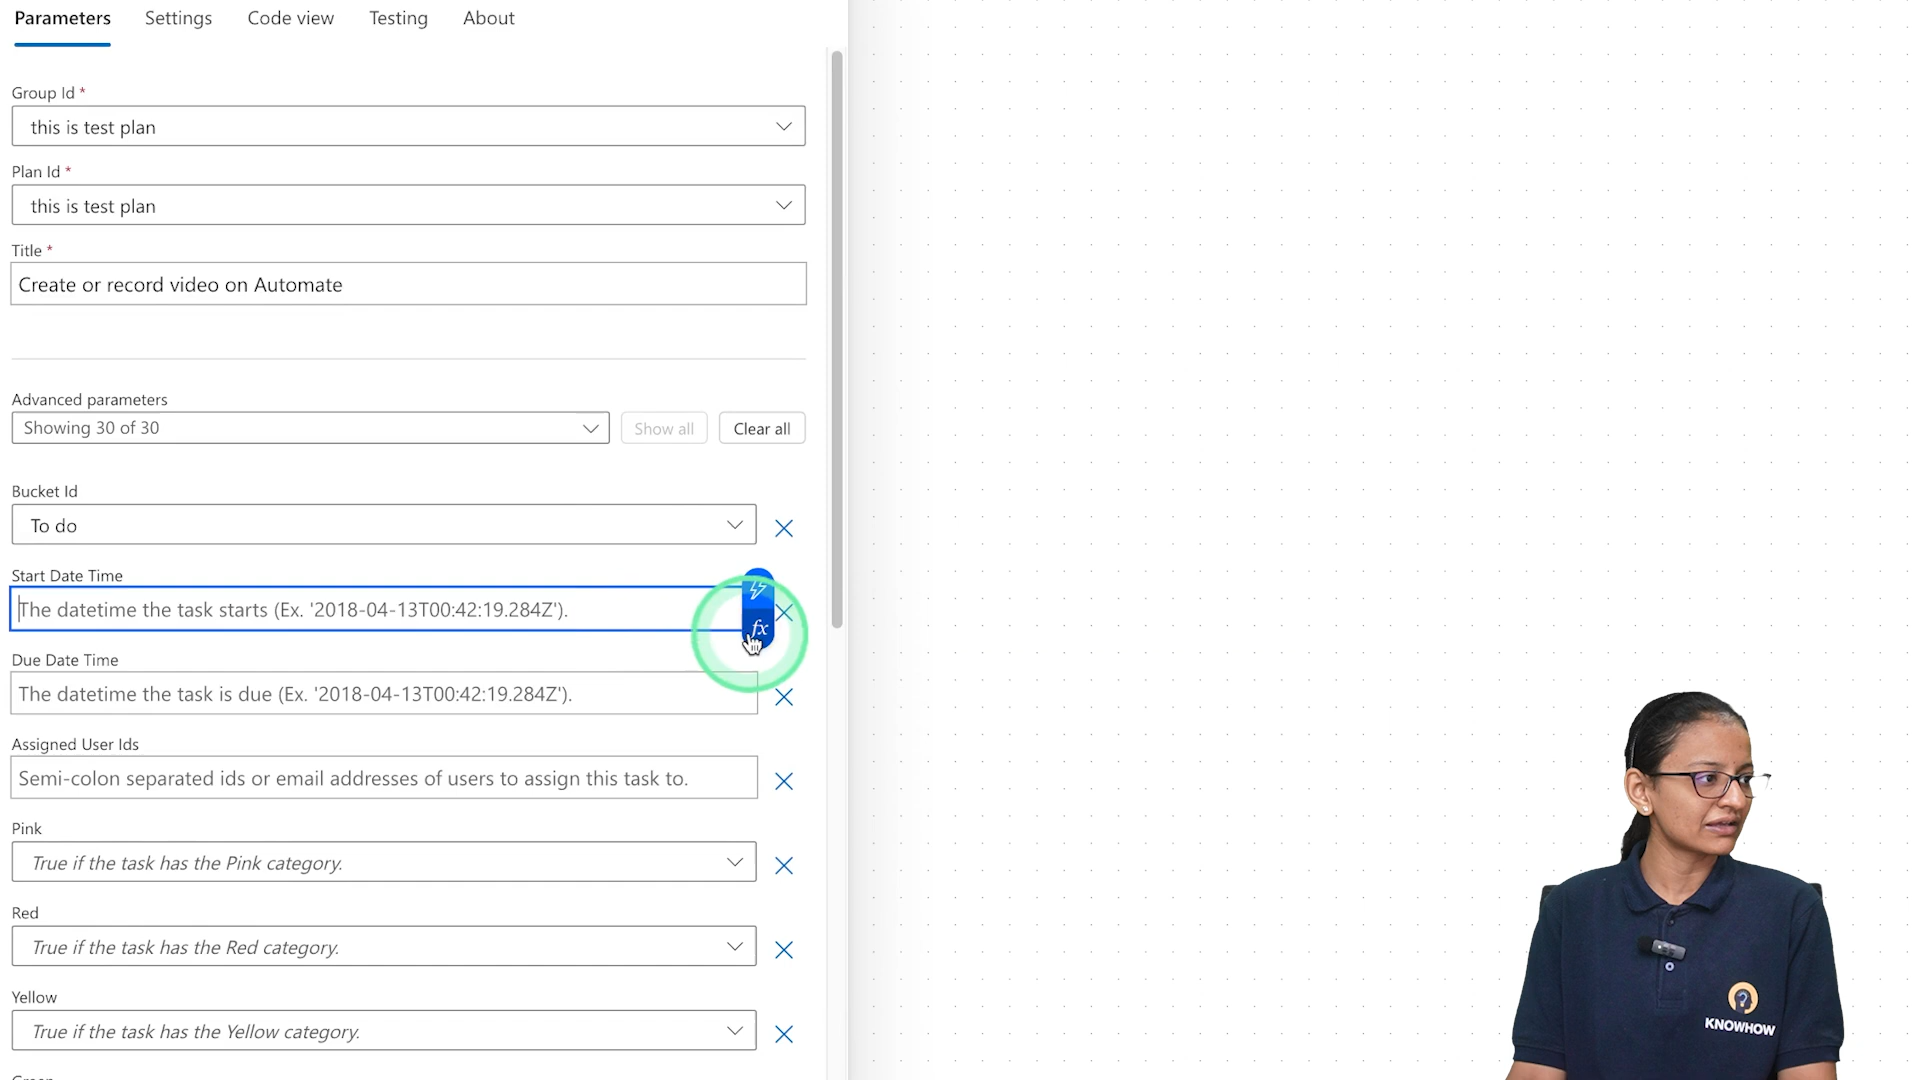 Parameters Settings Code view Testing About
Group Id *
this is test plan
Plan Id *
this is test plan
Title *
Create or record video on Automate
Advanced parameters
Showing 30 of 30 Show all Clear all
Bucket Id
To do
Start Date Time
The datetime the task starts (Ex. '2018-04-13T00:42:19.284Z').
fx
Due Date Time
The datetime the task is due (Ex. '2018-04-13T00:42:19.284Z').
Assigned User Ids
Semi-colon separated ids or email addresses of users to assign this task to.
Pink
True if the task has the Pink category.
Red
True if the task has the Red category.
Yellow
True if the task has the Yellow category.
KNOWHOW